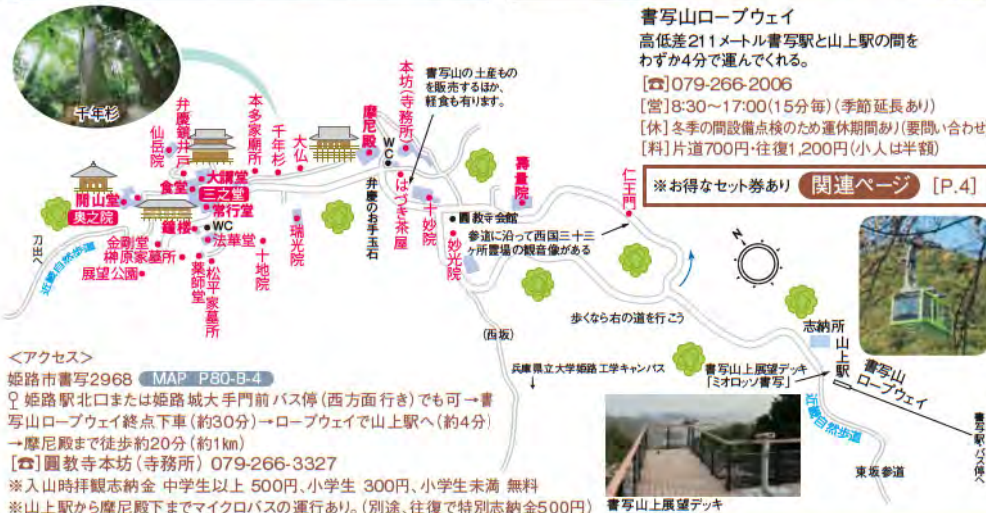 書写山ロープウェイ
高低差211メートル書写駅と山上駅の間を
わずか4分で運んでくれる。
[☎]079-266-2006
[営]8:30〜17:00(15分毎)(季節延長あり)
[休]冬季の間設備点検のため運休期間あり(要問い合わせ
[料]片道700円・往復1,200円(小人は半額)
※お得なセット券あり 関連ページ [P.4]
千年杉
書写山の土産もの
を販売するほか、
軽食も有ります。
本坊(寺務所)
摩尼殿
WC
大仏
千年杉
本多家廟所
弁慶鏡井戸
仙岳院
大講堂
三之堂
食堂
常行堂
開山堂
奥之院
鐘楼
WC
法華堂
金剛堂
榊原家墓所
展望公園
薬師堂
松平家墓所
十地院
瑞光院
弁慶のお手玉石
はづき茶屋
十妙院
妙光院
圓教寺会館
壽量院
仁王門
参道に沿って西国三十三
ヶ所霊場の観音像がある
刀出へ
近畿自然歩道
N
歩くなら右の道を行こう
(西坂)
兵庫県立大学姫路工学キャンパス
志納所
山上駅
書写山上展望デッキ
「ミオロッソ書写」
書写山
ロープウェイ
近畿自然歩道
書写駅・バス停へ
東坂参道
書写山上展望デッキ
<アクセス>
姫路市書写2968 MAP P80-B-4
姫路駅北口または姫路城大手門前バス停(西方面行き)でも可→書
写山ロープウェイ終点下車(約30分)→ロープウェイで山上駅へ(約4分)
→摩尼殿まで徒歩約20分(約1km)
[☎]圓教寺本坊(寺務所) 079-266-3327
※入山時拝観志納金 中学生以上 500円、小学生 300円、小学生未満 無料
※山上駅から摩尼殿下までマイクロバスの運行あり。(別途、往復で特別志納金500円)